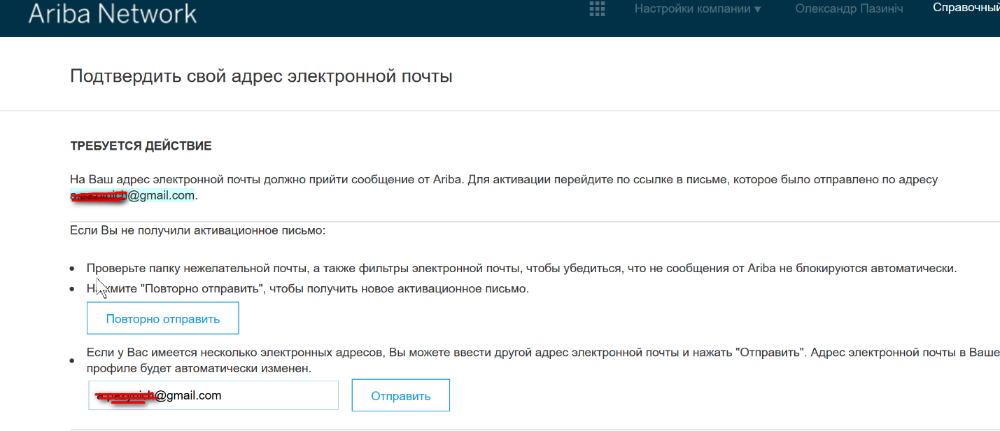 Ariba Network
Настройки компании ▼
Олександр Пазиніч
Справочный
Подтвердить свой адрес электронной почты
ТРЕБУЕТСЯ ДЕЙСТВИЕ
На Ваш адрес электронной почты должно прийти сообщение от Ariba. Для активации перейдите по ссылке в письме, которое было отправлено по адресу
@gmail.com.
Если Вы не получили активационное письмо:
Проверьте папку нежелательной почты, а также фильтры электронной почты, чтобы убедиться, что не сообщения от Ariba не блокируются автоматически.
Нажмите "Повторно отправить", чтобы получить новое активационное письмо.
Повторно отправить
Если у Вас имеется несколько электронных адресов, Вы можете ввести другой адрес электронной почты и нажать "Отправить". Адрес электронной почты в Ваше
профиле будет автоматически изменен.
@gmail.com
Отправить